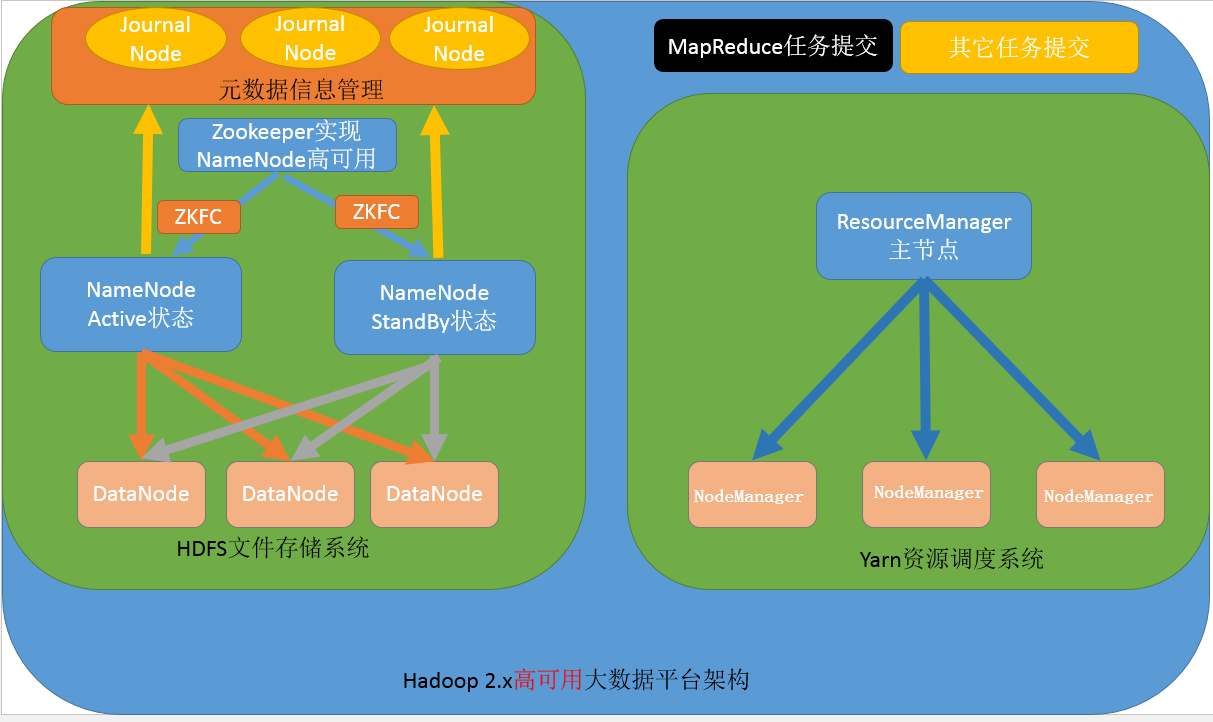 Journal
Node
Journal
Node
Journal
Node
元数据信息管理
Zookeeper实现
NameNode高可用
ZKFC
ZKFC
NameNode
Active状态
NameNode
StandBy状态
DataNode
DataNode
DataNode
HDFS文件存储系统
MapReduce任务提交
其它任务提交
ResourceManager
主节点
NodeManager
NodeManager
NodeManager
Yarn资源调度系统
Hadoop 2.x高可用大数据平台架构